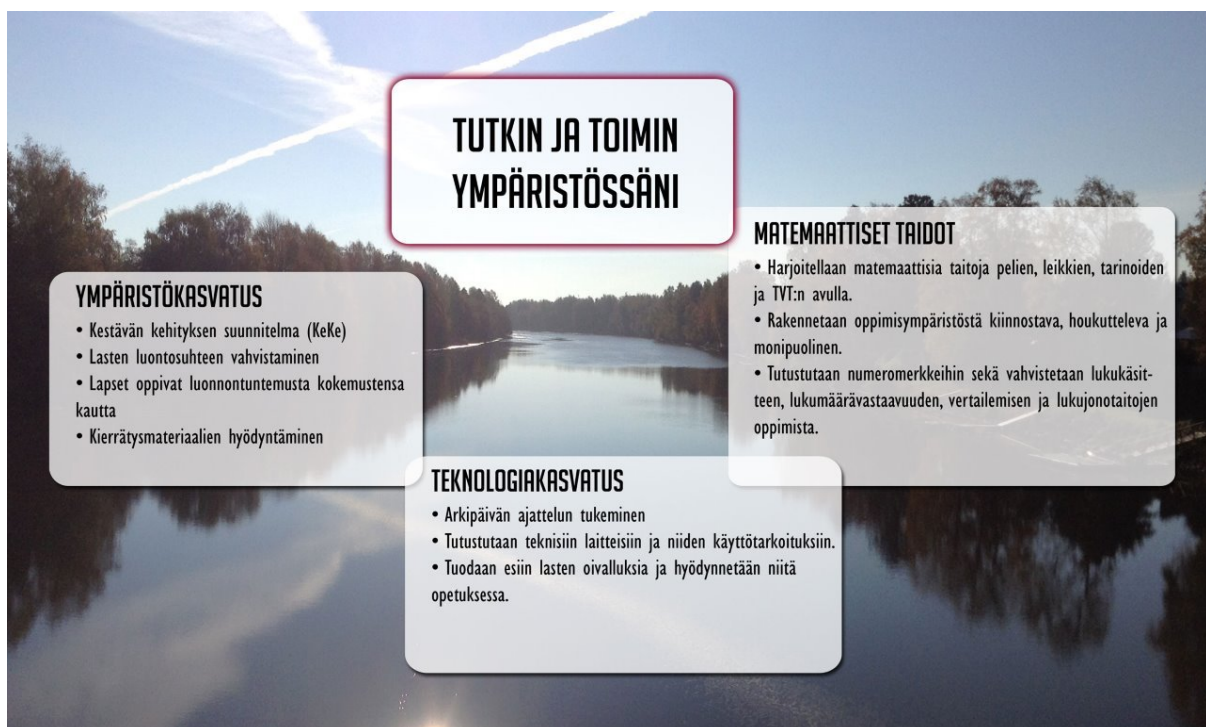 TUTKIN JA TOIMIN
YMPÄRISTÖSSÄNI
YMPÄRISTÖKASVATUS
• Kestävän kehityksen suunnitelma (KeKe)
• Lasten luontosuhteen vahvistaminen
• Lapset oppivat luonnontuntemusta kokemustensa
kautta
• Kierrätysmateriaalien hyödyntäminen
TEKNOLOGIAKASVATUS
• Arkipäivän ajattelun tukeminen
• Tutustutaan teknisiin laitteisiin ja niiden käyttötarkoituksiin.
• Tuodaan esiin lasten oivalluksia ja hyödynnetään niitä
opetuksessa.
MATEMAATTISET TAIDOT
• Harjoitellaan matemaattisia taitoja pelien, leikkien, tarinoiden
ja TVT:n avulla.
• Rakennetaan oppimisympäristöstä kiinnostava, houkutteleva ja
monipuolinen.
• Tutustutaan numeromerkkeihin sekä vahvistetaan lukukäsit-
teen, lukumäärävastaavuuden, vertailemisen ja lukujonotaitojen
oppimista.